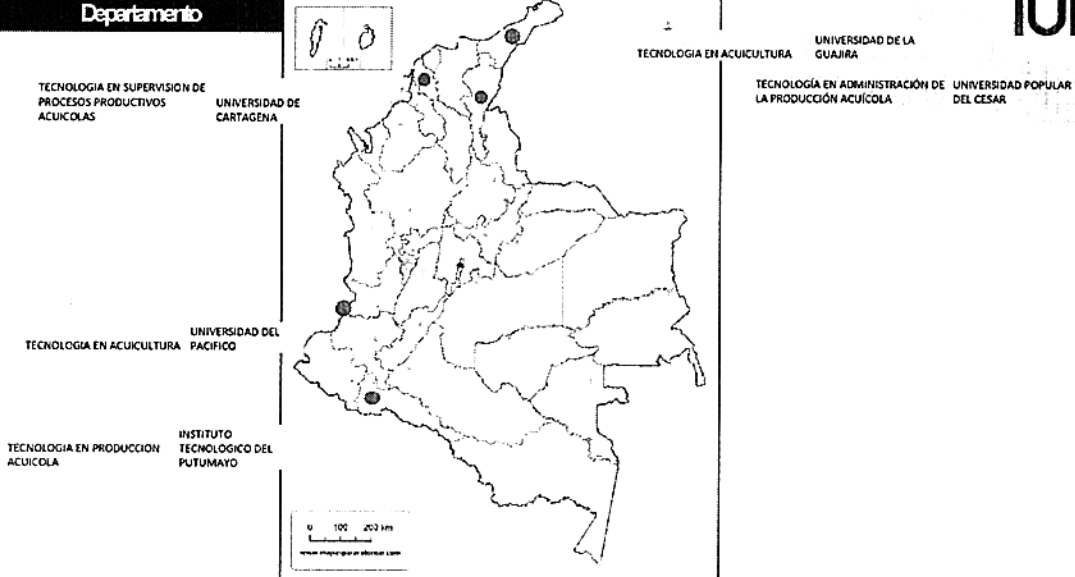 Departamento
TECNOLOGIA EN SUPERVISION DE
PROCESOS PRODUCTIVOS
ACUICOLAS
UNIVERSIDAD DE
CARTAGENA
TECNOLOGIA EN ACUICULTURA
UNIVERSIDAD DE LA
GUAJIRA
TECNOLOGÍA EN ADMINISTRACIÓN DE
LA PRODUCCIÓN ACUÍCOLA
UNIVERSIDAD POPULAR
DEL CESAR
TECNOLOGIA EN ACUICULTURA
UNIVERSIDAD DEL
PACIFICO
TECNOLOGIA EN PRODUCCION
ACUICOLA
INSTITUTO
TECNOLOGICO DEL
PUTUMAYO
0 100 200 km